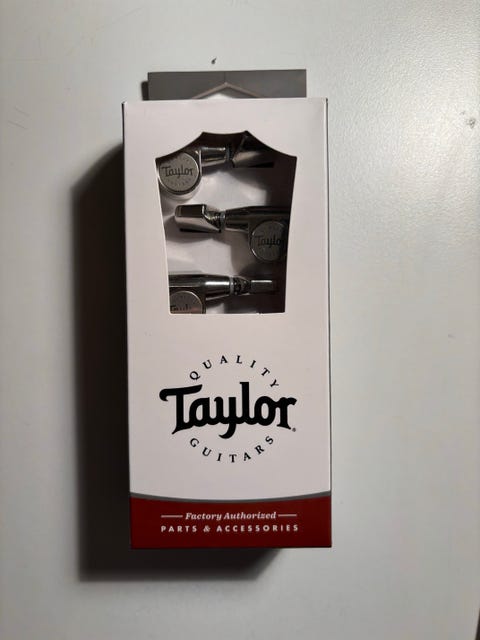 Taylor
Taylor
QUALITY
Taylor®
GUITARS
Factory Authorized
PARTS & ACCESSORIES